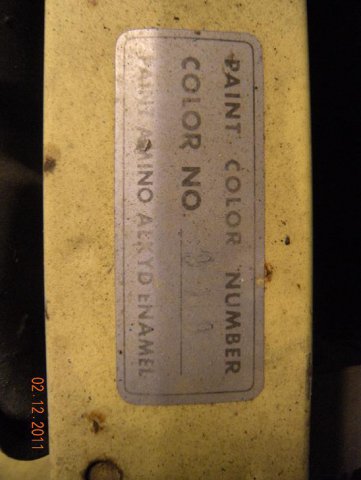 PAINT COLOR NUMBER
COLOR NO.
PAINT AMINO ALKYD ENAMEL
02.12.2011